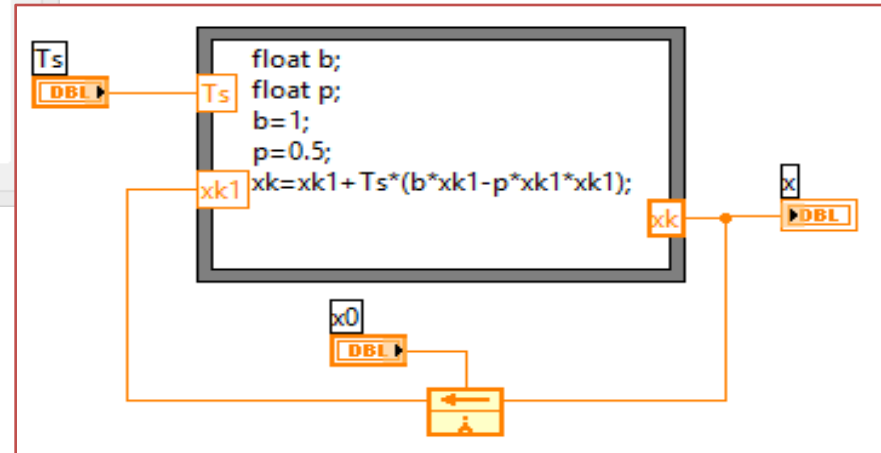 Ts
DBL
Ts
float b;
float p;
b=1;
p=0.5;
xk1
xk=xk1+Ts*(b*xk1-p*xk1*xk1);
xk
x
DBL
x0
DBL